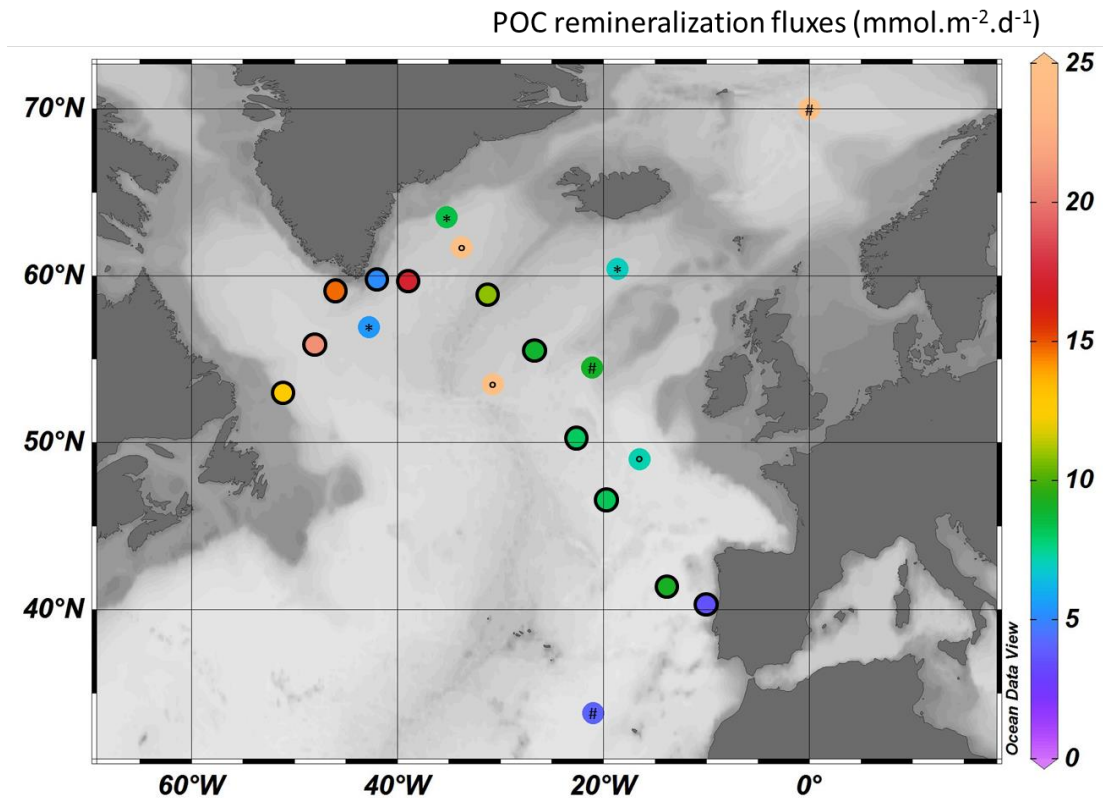 POC remineralization fluxes (mmol.m-2.d-1)
70°N
60°N
50°N
40°N
60°W
40°W
20°W
0°
25
20
15
10
5
0
Ocean Data View
#
*
°
*
*
#
°
°
#